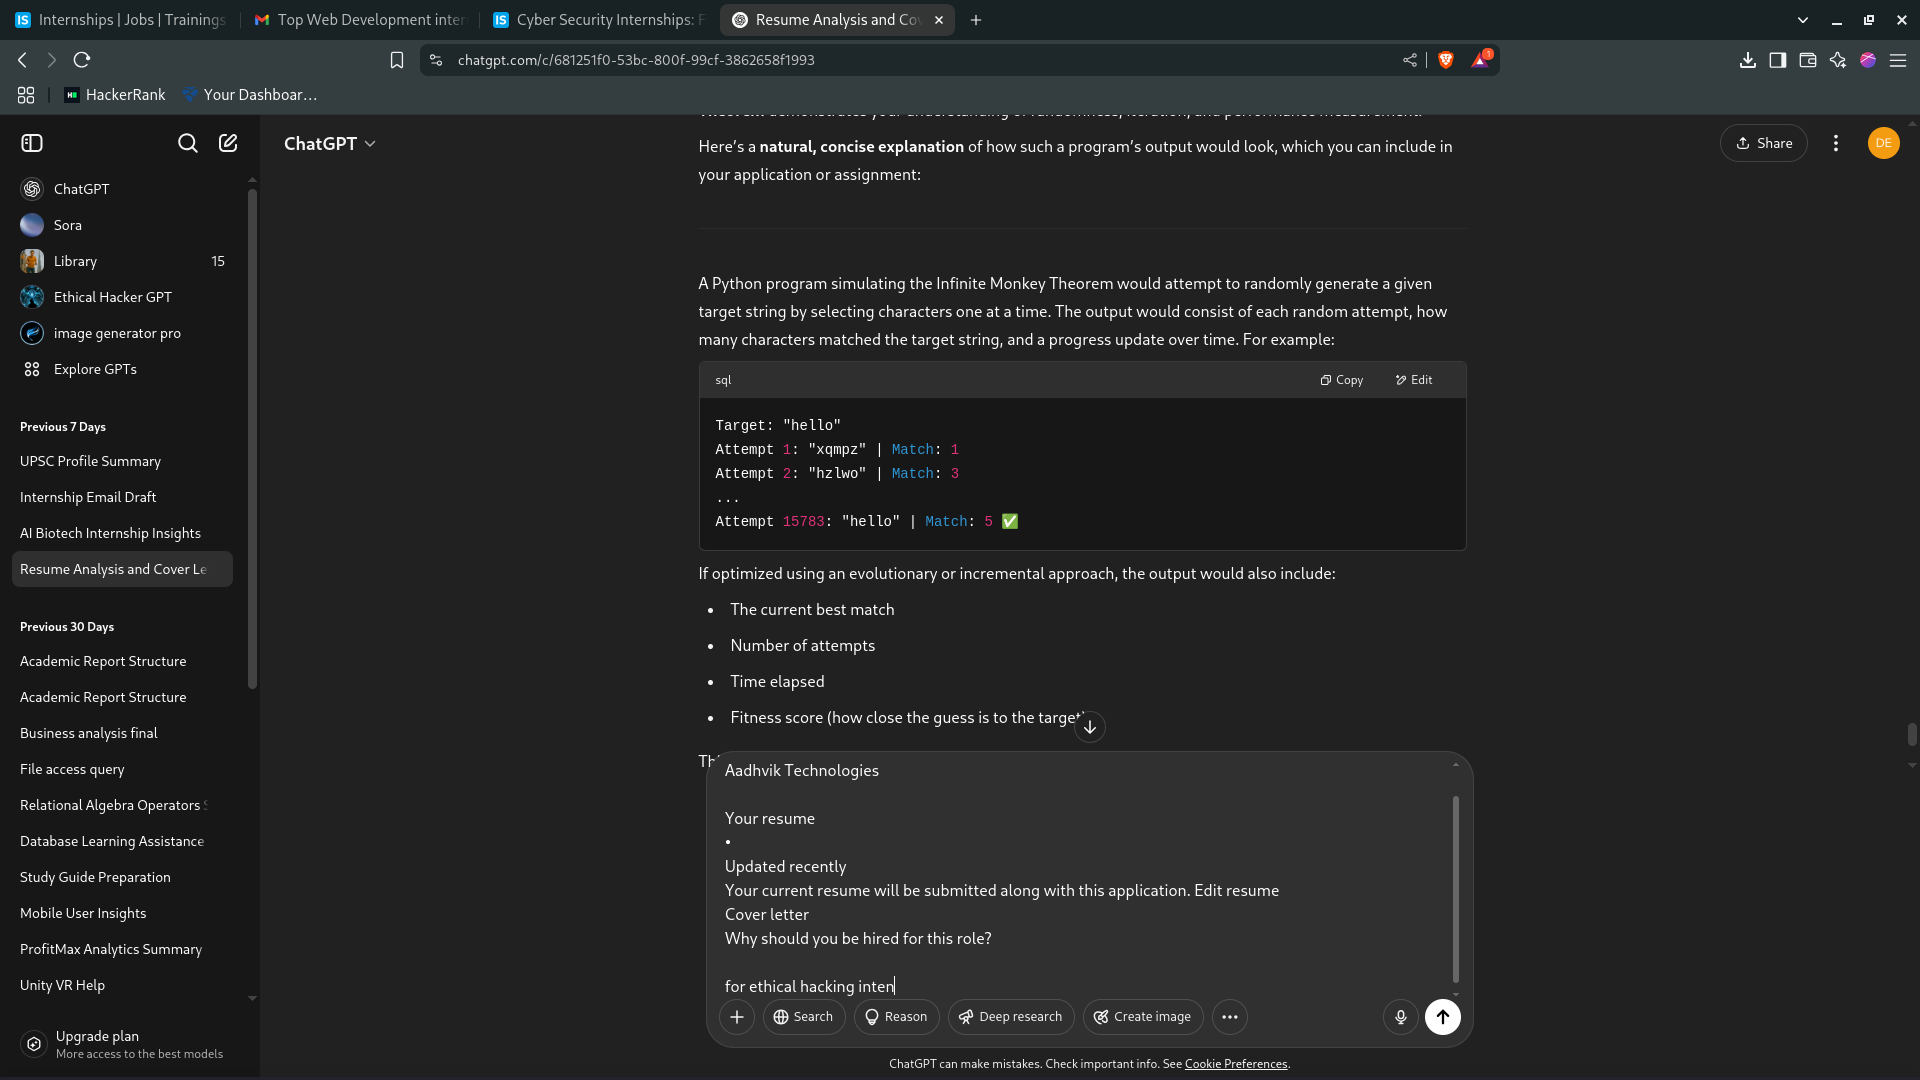 Internships | Jobs | Trainings
Top Web Development inter
Cyber Security Internships: F
Resume Analysis and Co
chatgpt.com/c/681251f0-53bc-800f-99cf-3862658f1993
1
HackerRank
Your Dashboar...
ChatGPT
Share
DE
ChatGPT
Sora
Library
15
Ethical Hacker GPT
image generator pro
Explore GPTs
Previous 7 Days
UPSC Profile Summary
Internship Email Draft
AI Biotech Internship Insights
Resume Analysis and Cover Le
Previous 30 Days
Academic Report Structure
Academic Report Structure
Business analysis final
File access query
Relational Algebra Operators S
Database Learning Assistance
Study Guide Preparation
Mobile User Insights
ProfitMax Analytics Summary
Unity VR Help
Upgrade plan
More access to the best models
Here's a natural, concise explanation of how such a program's output would look, which you can include in
your application or assignment:
A Python program simulating the Infinite Monkey Theorem would attempt to randomly generate a given
target string by selecting characters one at a time. The output would consist of each random attempt, how
many characters matched the target string, and a progress update over time. For example:
sql
Copy
Edit
Target: "hello"
Attempt 1: "xqmpz" | Match: 1
Attempt 2: "hzlwo" | Match: 3
...
Attempt 15783: "hello" | Match: 5 ✅
If optimized using an evolutionary or incremental approach, the output would also include:
• The current best match
• Number of attempts
• Time elapsed
• Fitness score (how close the guess is to the target)
Aadhvik Technologies
Your resume
•
Updated recently
Your current resume will be submitted along with this application. Edit resume
Cover letter
Why should you be hired for this role?
for ethical hacking inten
Search
Reason
Deep research
Create image
ChatGPT can make mistakes. Check important info. See Cookie Preferences.